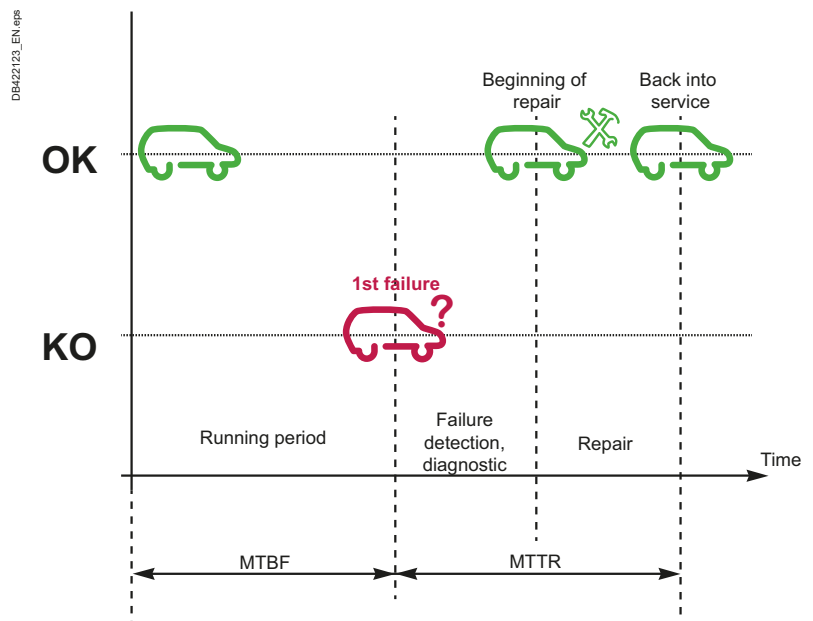 DB422123_EN.eps
Beginning of
repair
Back into
service
OK
1st failure
?
KO
Running period
Failure
detection,
diagnostic
Repair
Time
MTBF
MTTR